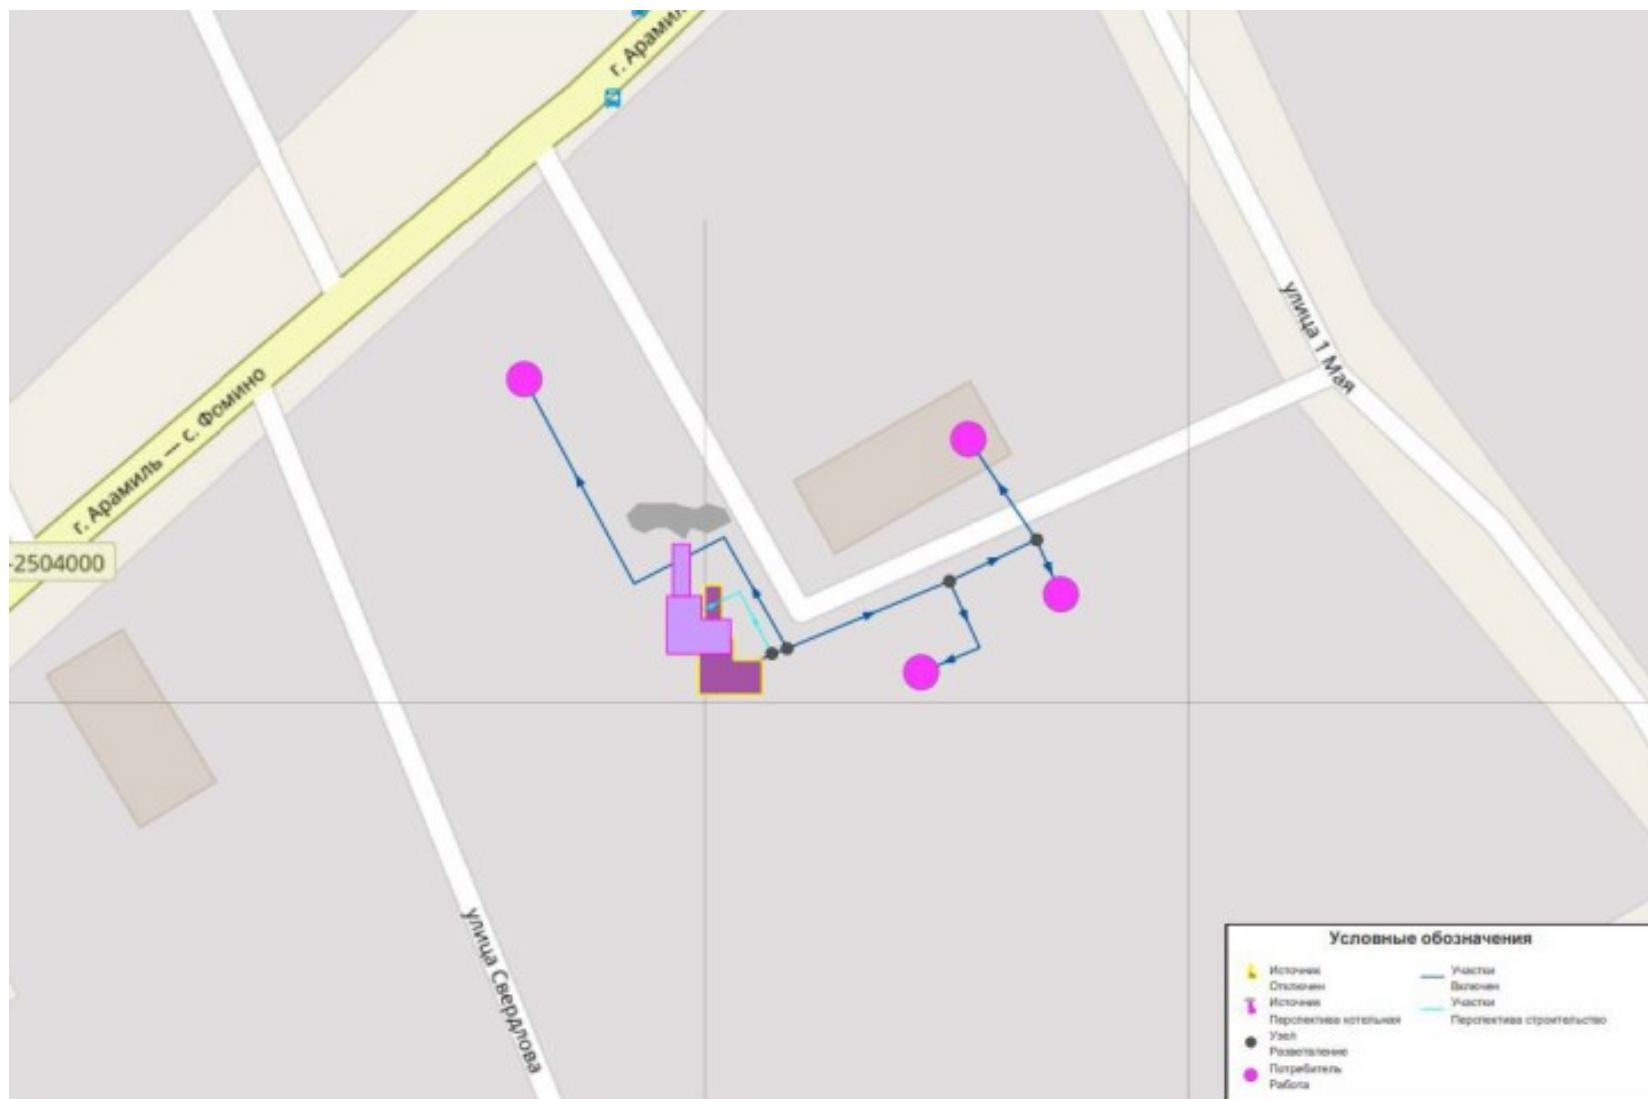 г. Арамил
улица 1 Мая
г. Арамиль — с. Фомино
-2504000
улица Свердлова
Условные обозначения
Источник
Отключен
Источник
Перспектива котельная
Узел
Разветвление
Потребитель
Работа
Участки
Включен
Участки
Перспектива строительство